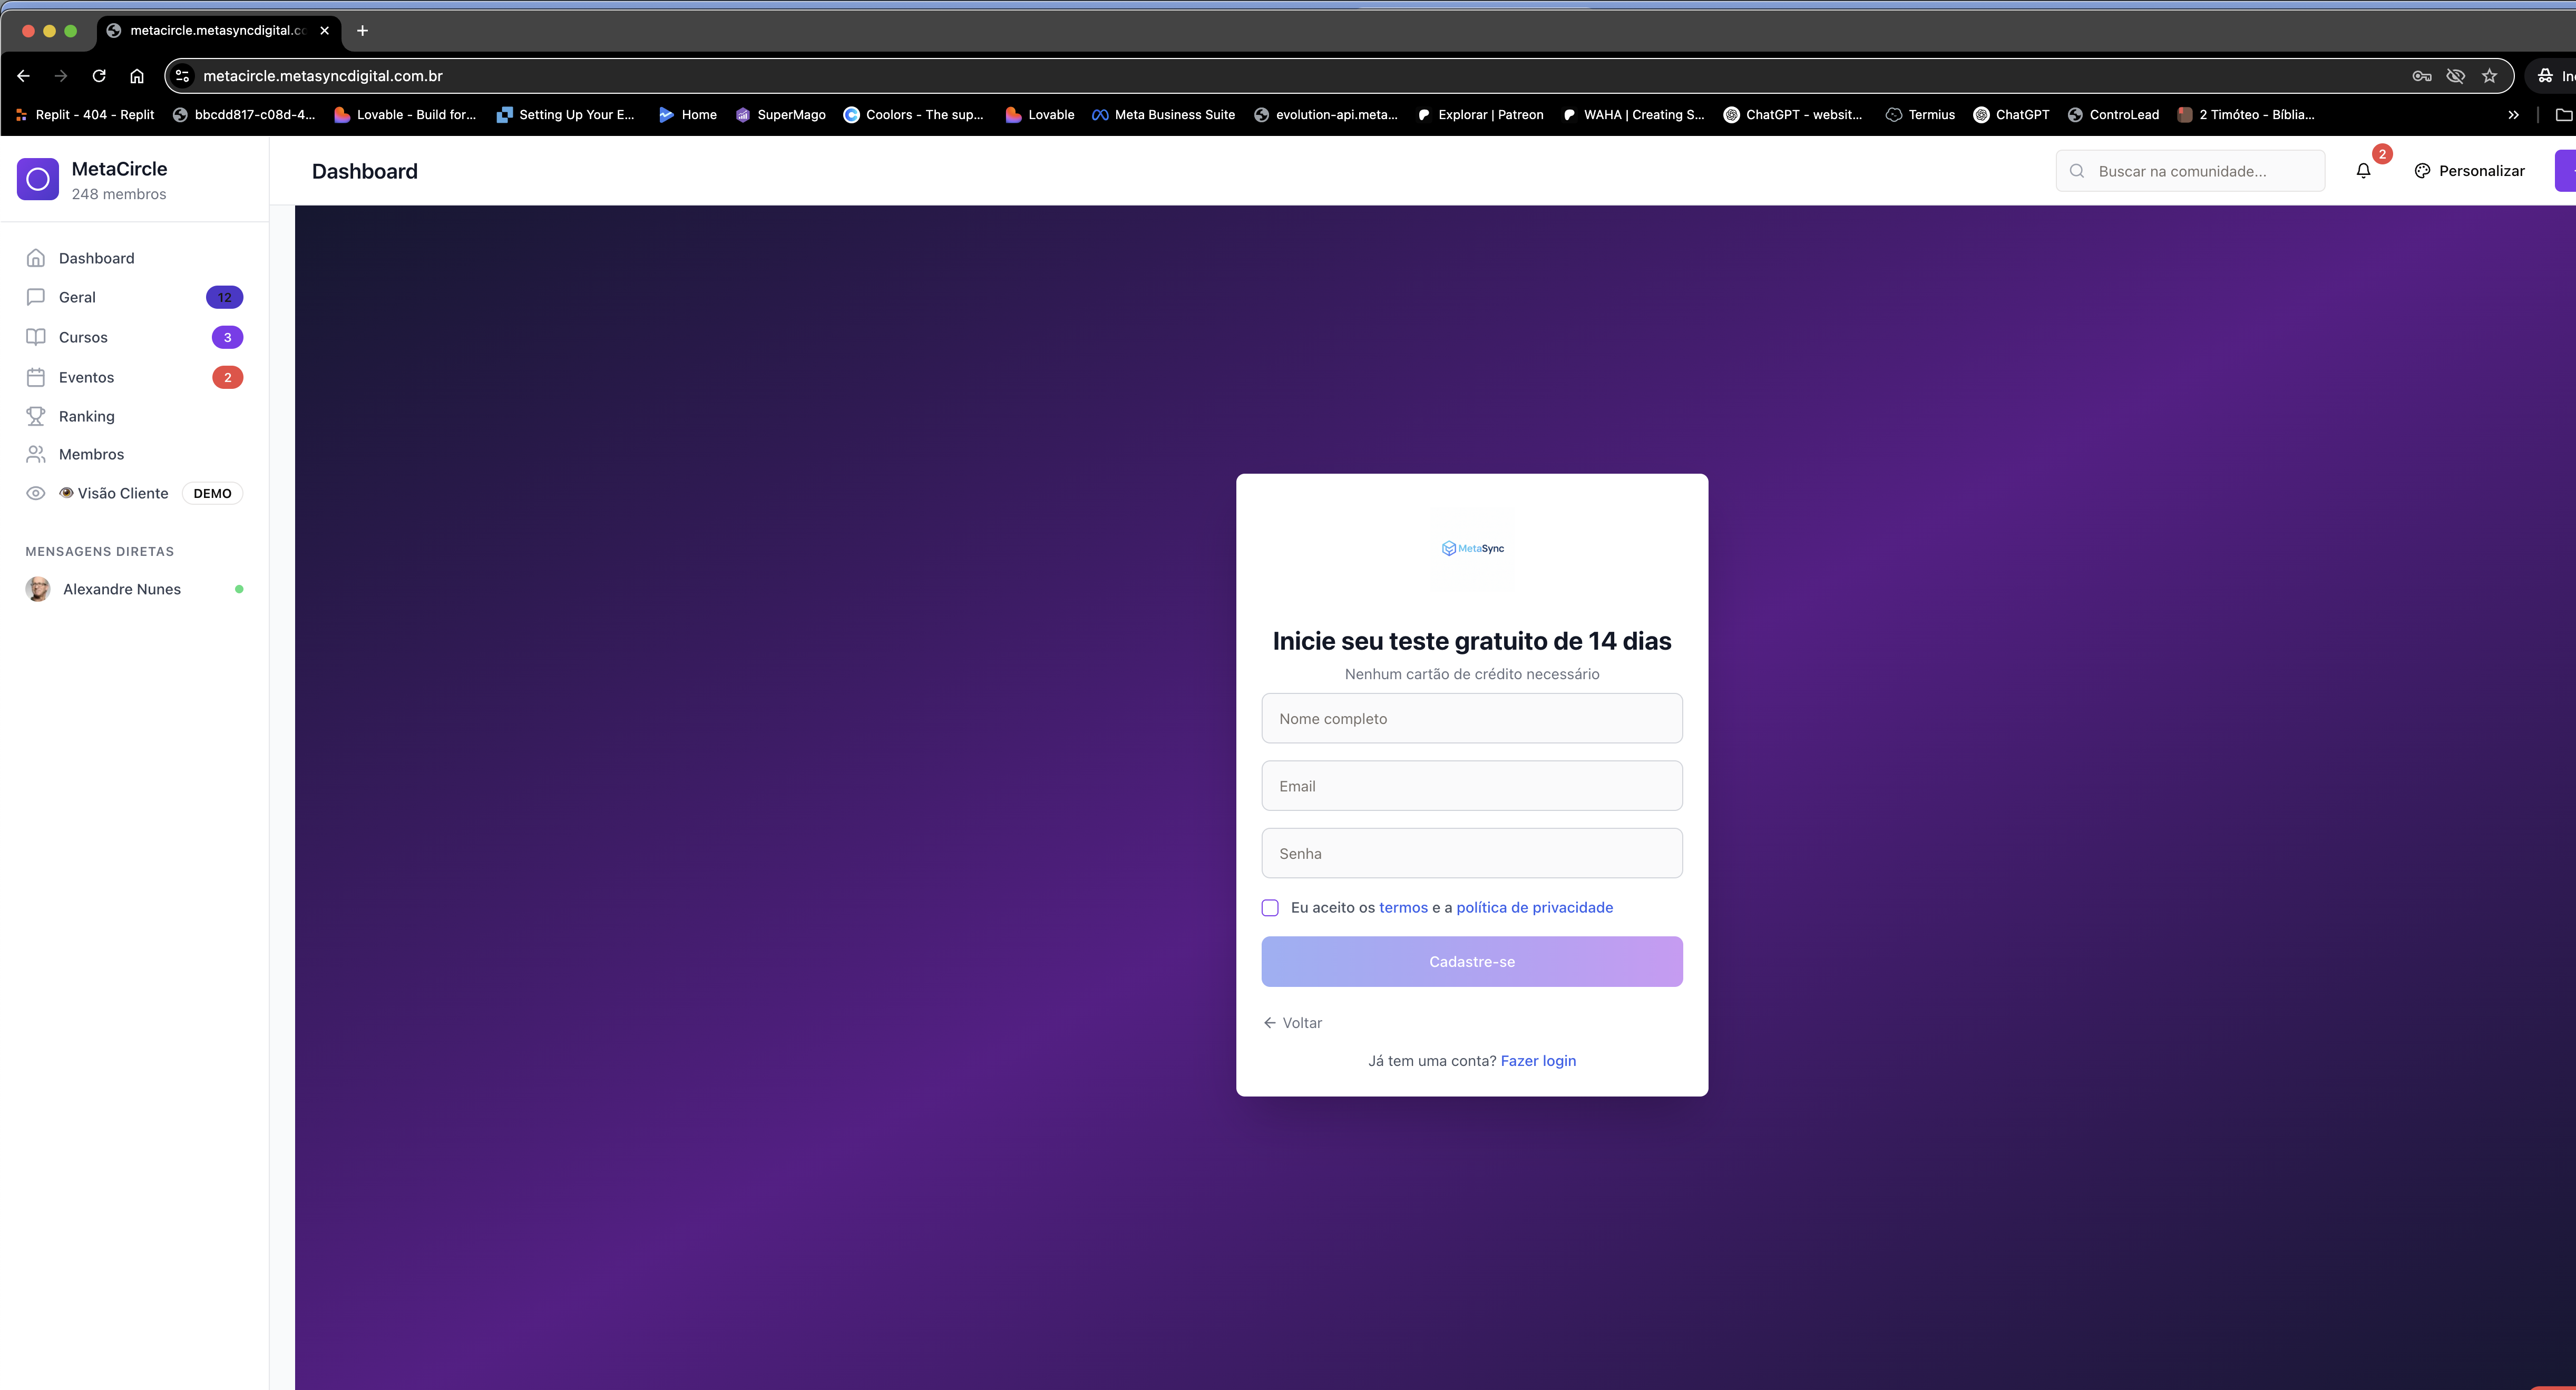 metacircle.metasyncdigital.cc
metacircle.metasyncdigital.com.br
Replit - 404 - Replit
bbcdd817-c08d-4...
Lovable - Build for...
Setting Up Your E...
Home
SuperMago
Coolors - The sup...
Lovable
Meta Business Suite
evolution-api.meta...
Explorar | Patreon
WAHA | Creating S...
ChatGPT - websit...
Termius
ChatGPT
ControLead
2 Timóteo - Bíblia...
MetaCircle
248 membros
Dashboard
Buscar na comunidade...
2
Personalizar
Dashboard
Geral 12
Cursos 3
Eventos 2
Ranking
Membros
Visão Cliente DEMO
MENSAGENS DIRETAS
Alexandre Nunes
MetaSync
Inicie seu teste gratuito de 14 dias
Nenhum cartão de crédito necessário
Nome completo
Email
Senha
Eu aceito os termos e a política de privacidade
Cadastre-se
← Voltar
Já tem uma conta? Fazer login